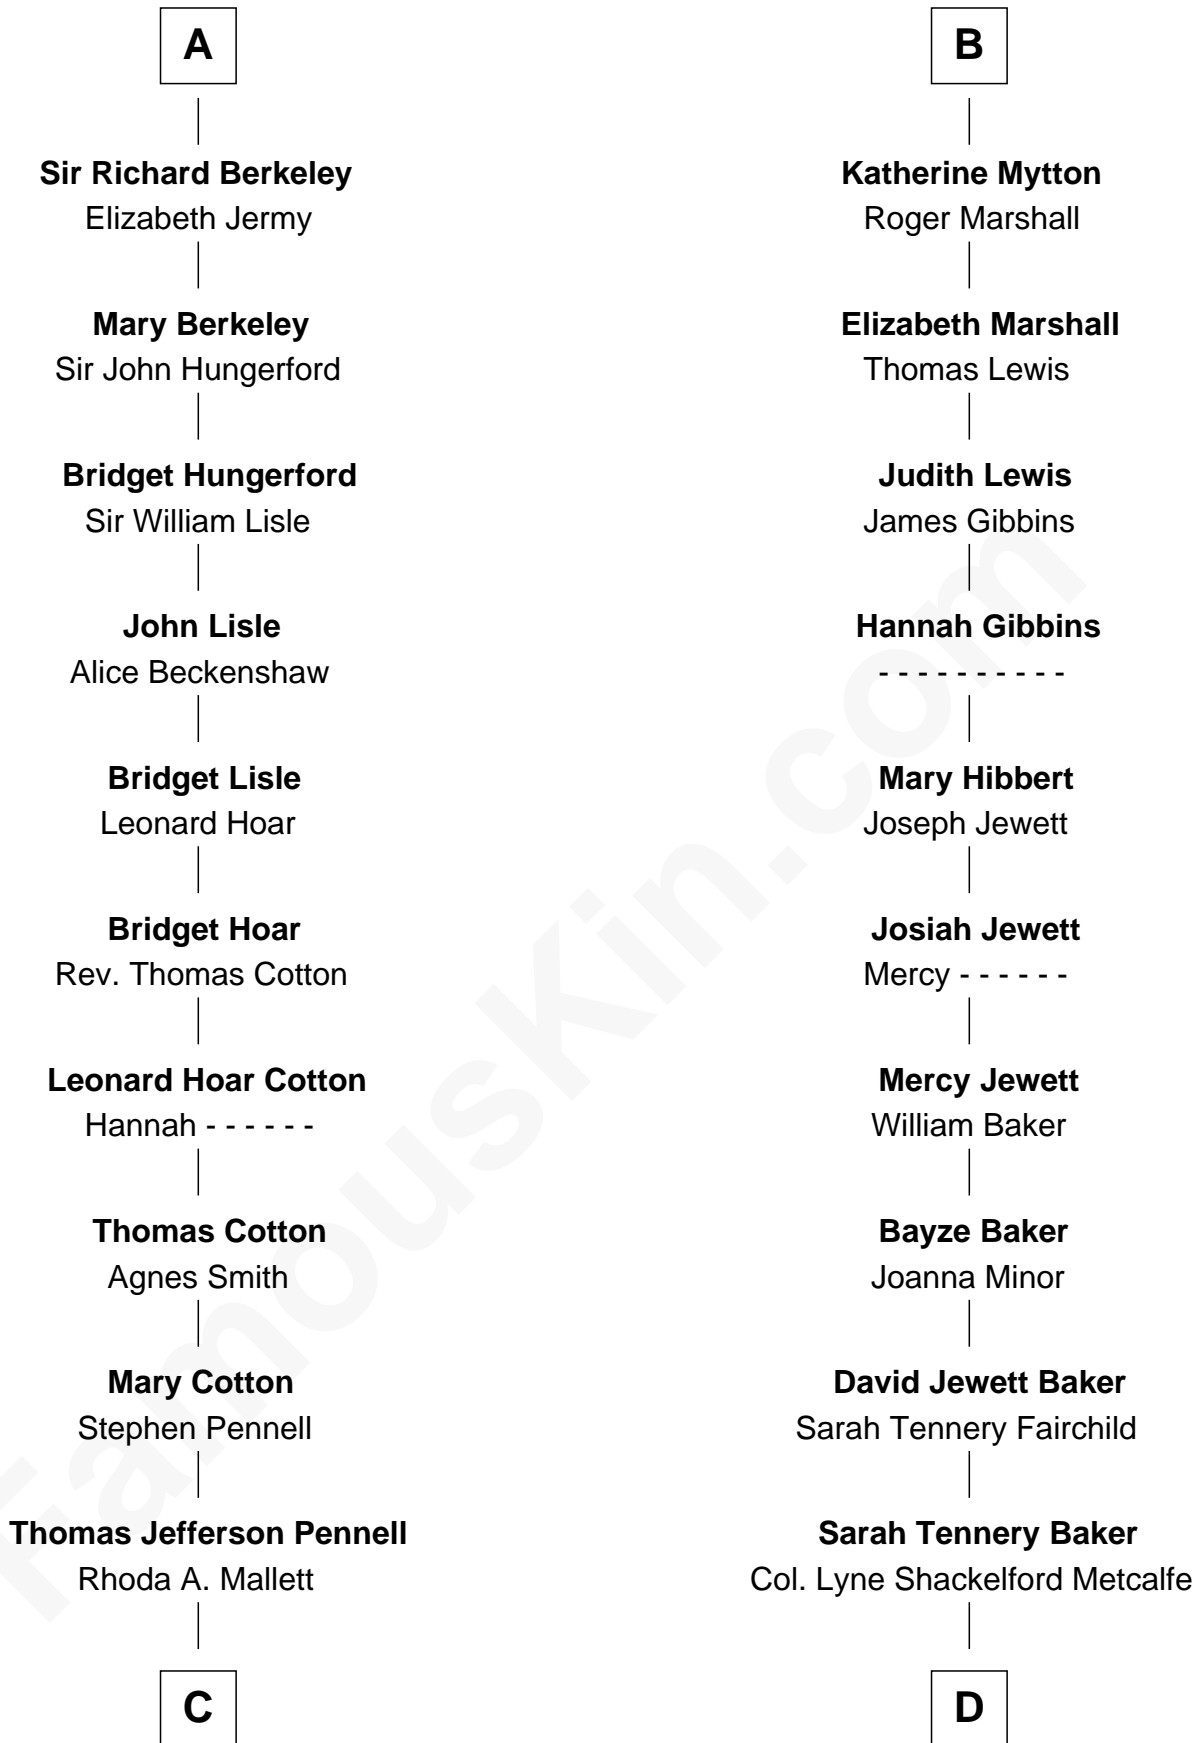 A
Sir Richard Berkeley
Elizabeth Jermy
Mary Berkeley
Sir John Hungerford
Bridget Hungerford
Sir William Lisle
John Lisle
Alice Beckenshaw
Bridget Lisle
Leonard Hoar
Bridget Hoar
Rev. Thomas Cotton
Leonard Hoar Cotton
Hannah - - - - - -
Thomas Cotton
Agnes Smith
Mary Cotton
Stephen Pennell
Thomas Jefferson Pennell
Rhoda A. Mallett
C
B
Katherine Mytton
Roger Marshall
Elizabeth Marshall
Thomas Lewis
Judith Lewis
James Gibbins
Hannah Gibbins
- - - - - - - - - -
Mary Hibbert
Joseph Jewett
Josiah Jewett
Mercy - - - - - -
Mercy Jewett
William Baker
Bayze Baker
Joanna Minor
David Jewett Baker
Sarah Tennery Fairchild
Sarah Tennery Baker
Col. Lyne Shackelford Metcalfe
D
FamousKin.com